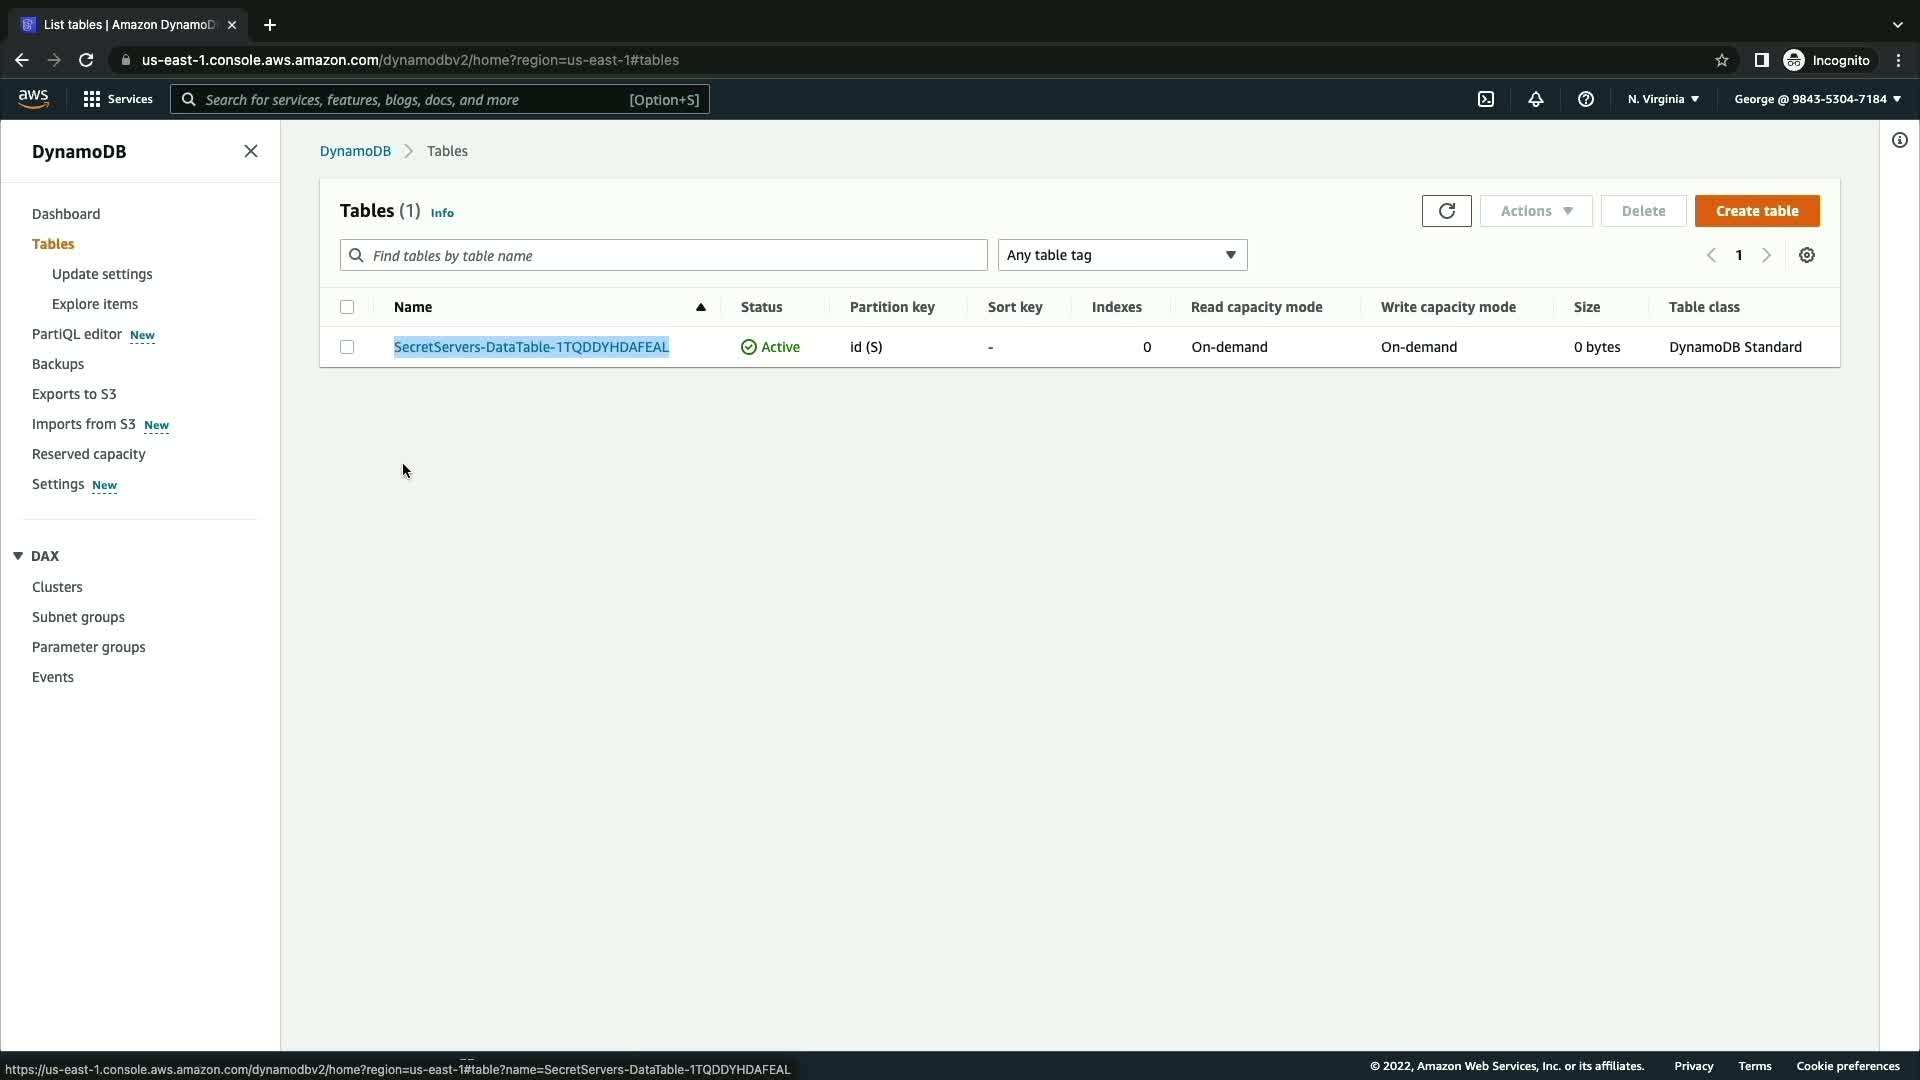 List tables | Amazon DynamoD
us-east-1.console.aws.amazon.com/dynamodbv2/home?region=us-east-1#tables
Incognito
aws
Services
Search for services, features, blogs, docs, and more
[Option+S]
N. Virginia
George @ 9843-5304-7184
DynamoDB
Dashboard
Tables
Update settings
Explore items
PartiQL editor New
Backups
Exports to S3
Imports from S3 New
Reserved capacity
Settings New
DAX
Clusters
Subnet groups
Parameter groups
Events
DynamoDB > Tables
Tables (1) Info
Actions
Delete
Create table
Find tables by table name
Any table tag
1
Name Status Partition key Sort key Indexes Read capacity mode Write capacity mode Size Table class
SecretServers-DataTable-1TQDDYHDAFEAL Active id (S) - 0 On-demand On-demand 0 bytes DynamoDB Standard
https://us-east-1.console.aws.amazon.com/dynamodbv2/home?region=us-east-1#table?name=SecretServers-DataTable-1TQDDYHDAFEAL
© 2022, Amazon Web Services, Inc. or its affiliates. Privacy Terms Cookie preferences